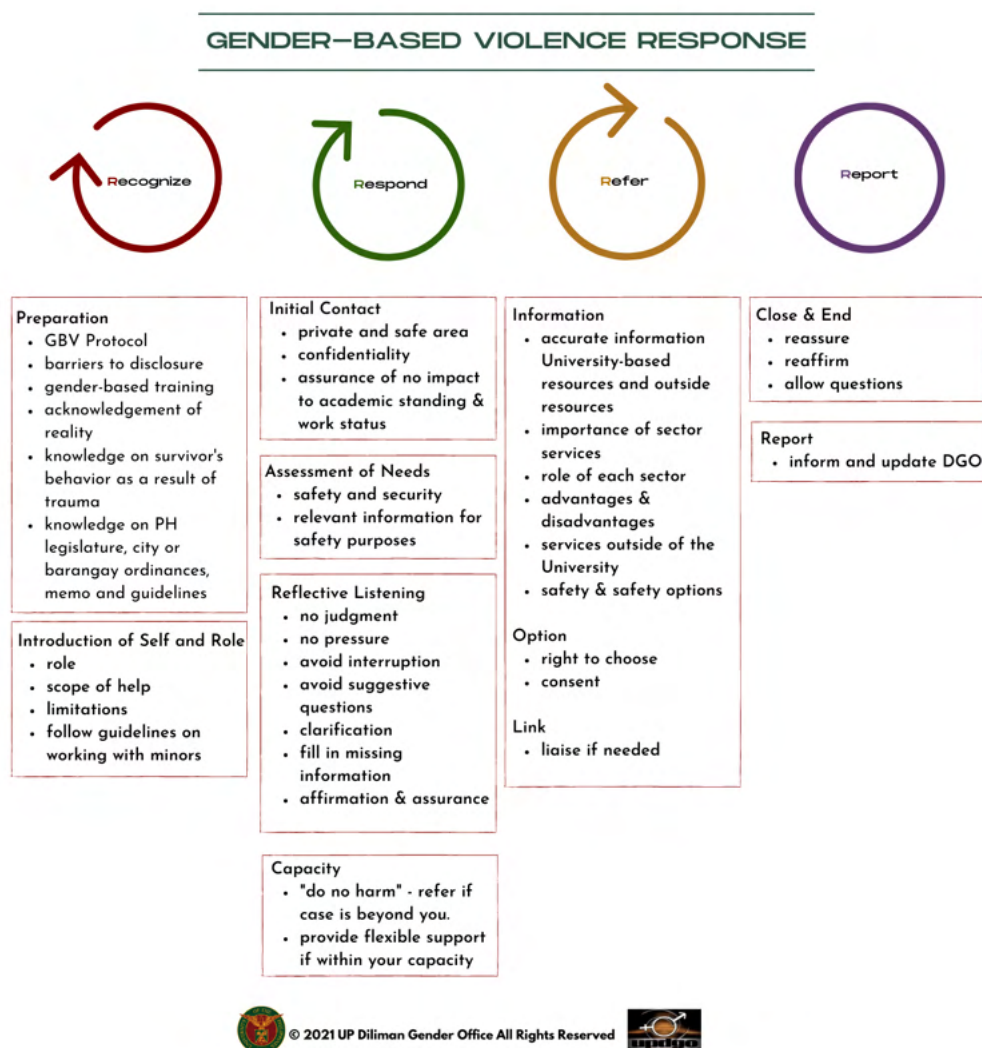 GENDER-BASED VIOLENCE RESPONSE
Recognize
Respond
Refer
Report
Preparation
• GBV Protocol
• barriers to disclosure
• gender-based training
• acknowledgement of
reality
• knowledge on survivor's
behavior as a result of
trauma
• knowledge on PH
legislature, city or
barangay ordinances,
memo and guidelines
Introduction of Self and Role
• role
• scope of help
• limitations
• follow guidelines on
working with minors
Initial Contact
• private and safe area
• confidentiality
• assurance of no impact
to academic standing &
work status
Assessment of Needs
• safety and security
• relevant information for
safety purposes
Reflective Listening
• no judgment
• no pressure
• avoid interruption
• avoid suggestive
questions
• clarification
• fill in missing
information
• affirmation & assurance
Capacity
• "do no harm" - refer if
case is beyond you.
• provide flexible support
if within your capacity
Information
• accurate information
University-based
resources and outside
resources
• importance of sector
services
• role of each sector
• advantages &
disadvantages
• services outside of the
University
• safety & safety options
Option
• right to choose
• consent
Link
• liaise if needed
Close & End
• reassure
• reaffirm
• allow questions
Report
• inform and update DGO
© 2021 UP Diliman Gender Office All Rights Reserved
updgo